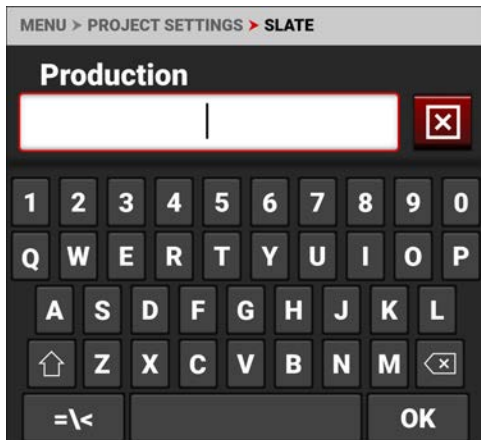 MENU > PROJECT SETTINGS > SLATE
Production
1 2 3 4 5 6 7 8 9 0
Q W E R T Y U I O P
A S D F G H J K L
Z X C V B N M
=\< OK